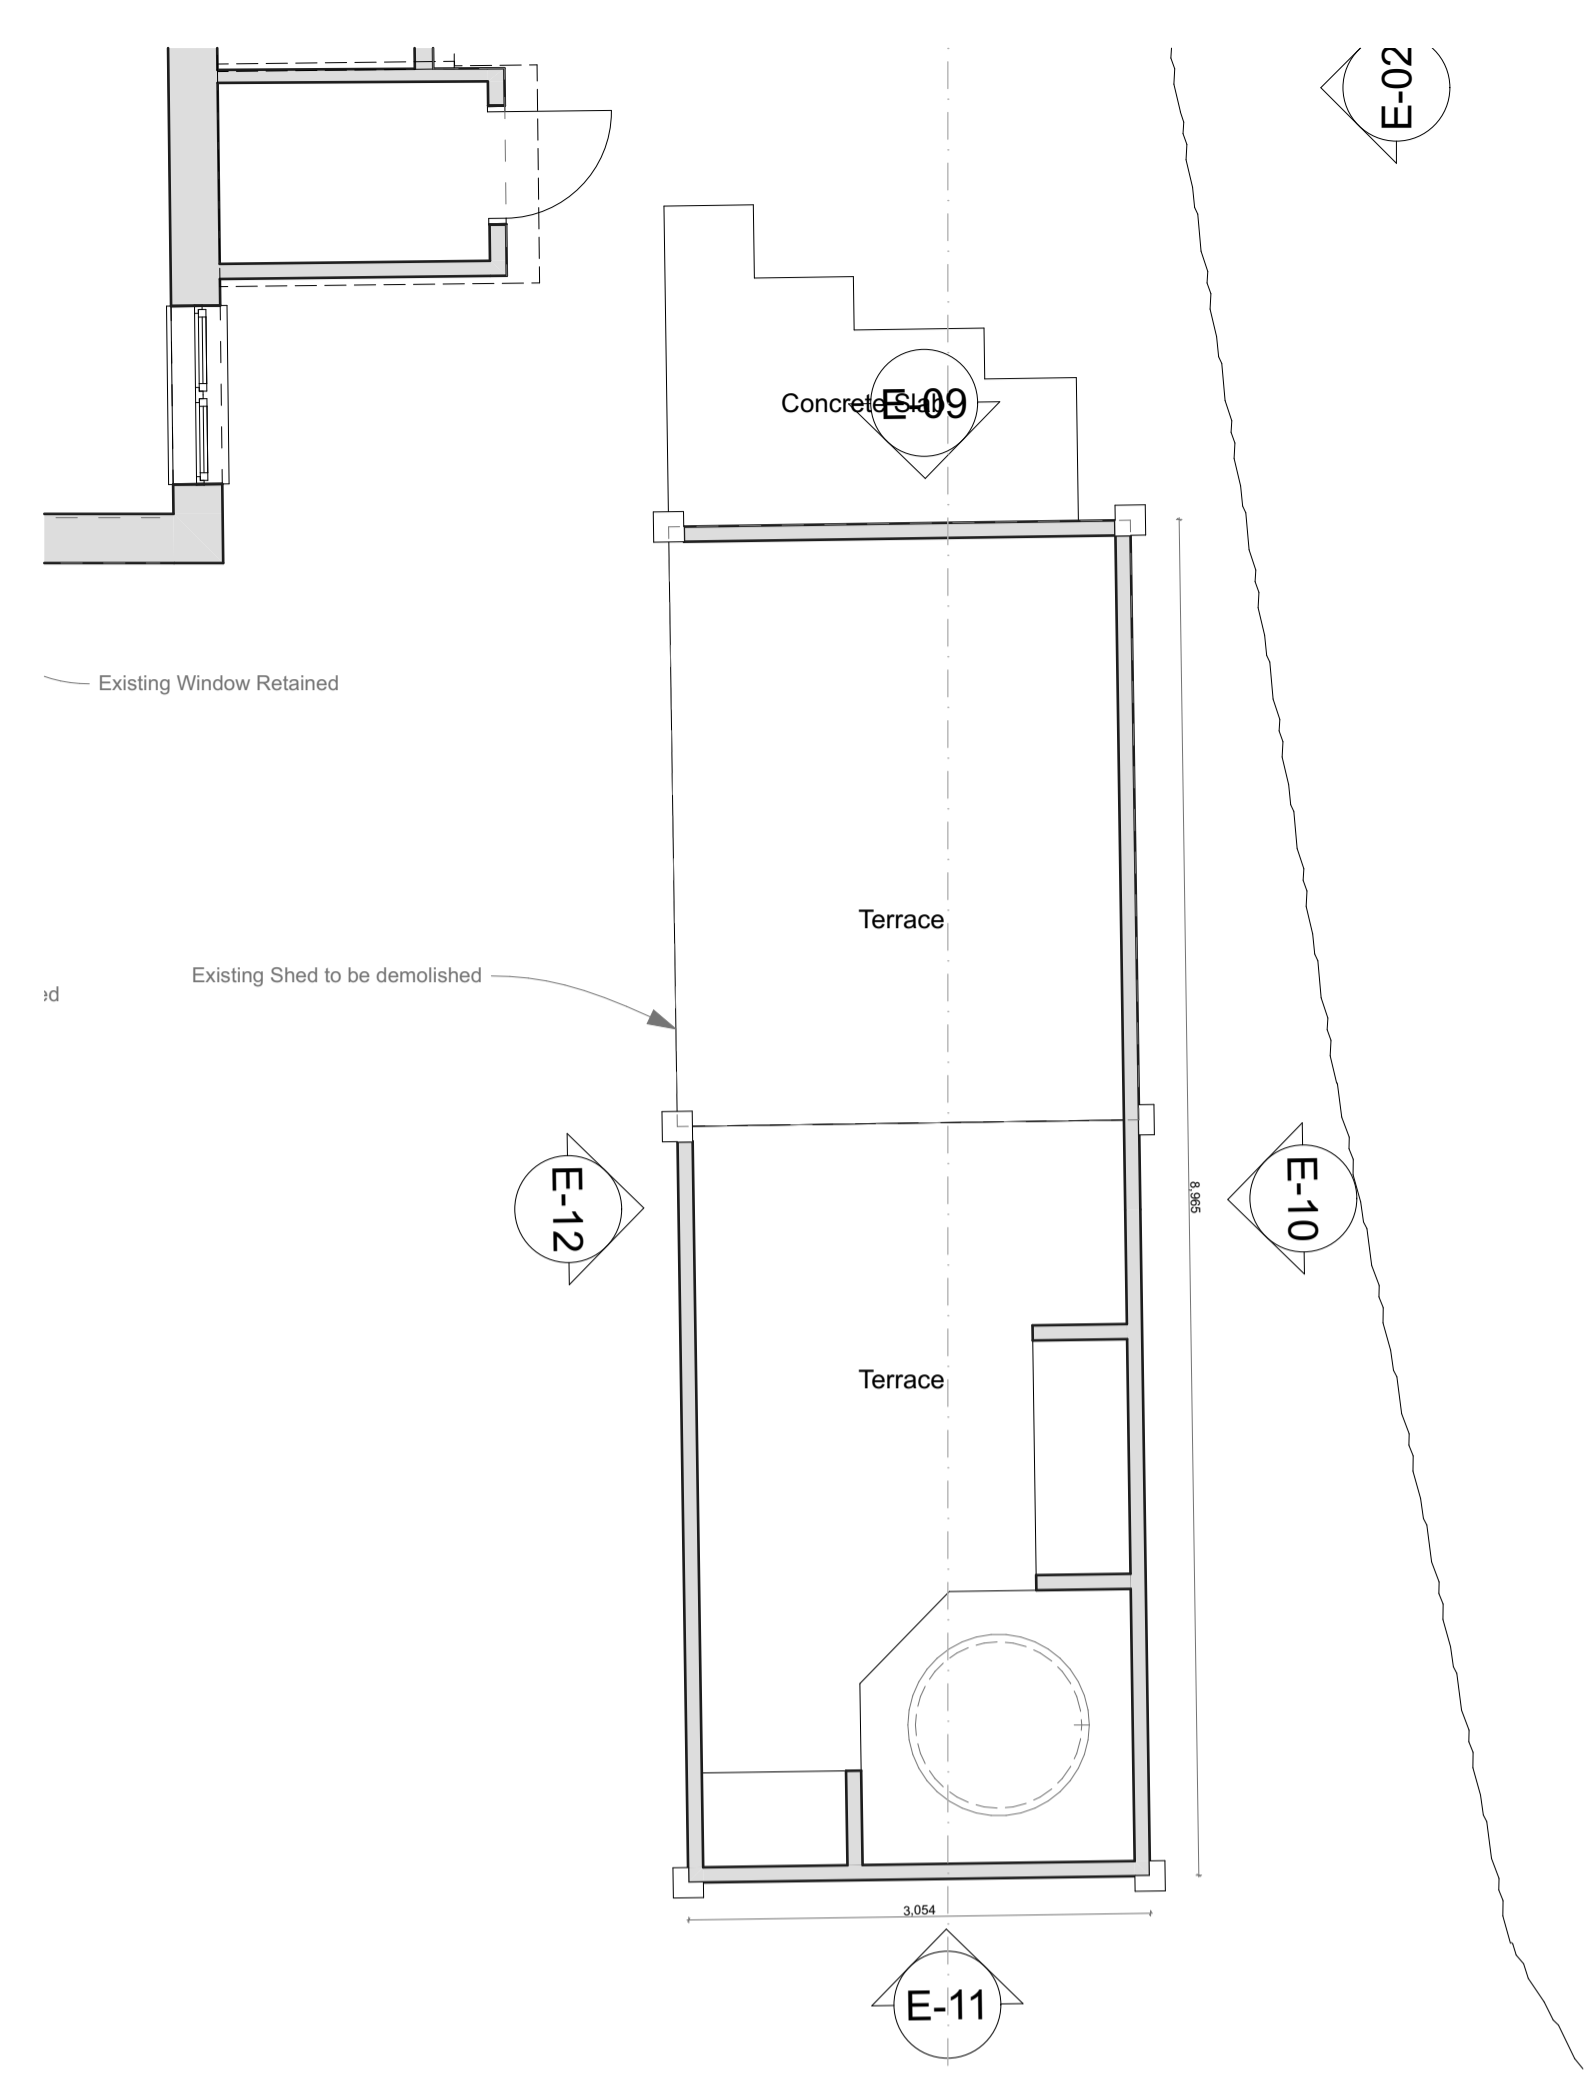 E-02
Concrete Slab
E-09
Existing Window Retained
Terrace
Existing Shed to be demolished
ed
E-12
8,965
E-10
Terrace
3,054
E-11